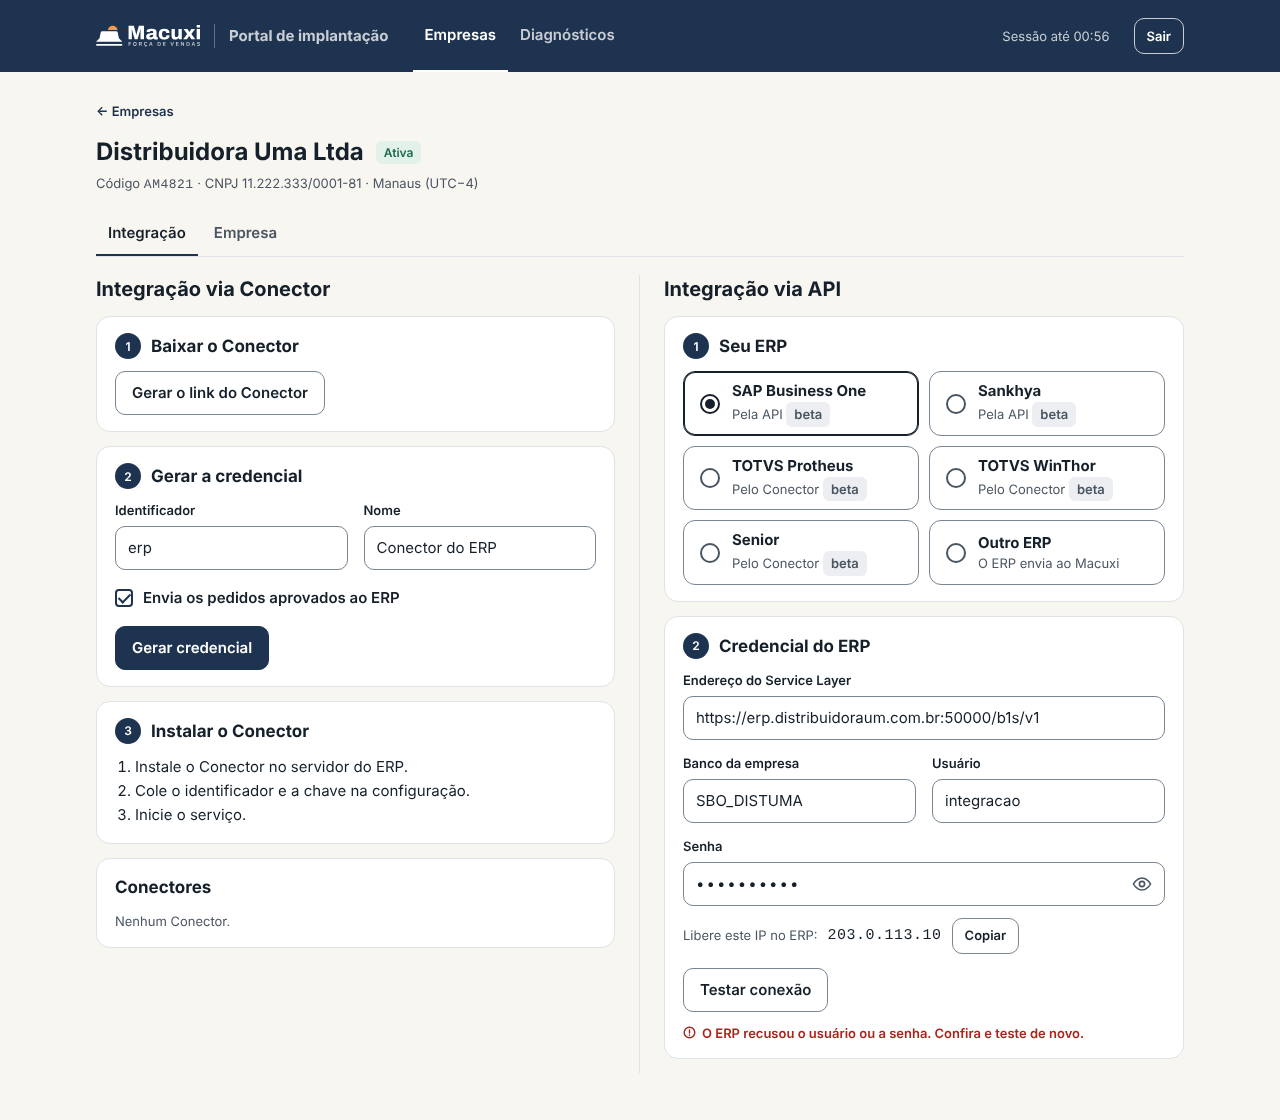 Macuxi
FORÇA DE VENDAS
Portal de implantação
Empresas
Diagnósticos
Sessão até 00:56
Sair
← Empresas
Distribuidora Uma Ltda
Ativa
Código AM4821 · CNPJ 11.222.333/0001-81 · Manaus (UTC−4)
Integração
Empresa
Integração via Conector
1 Baixar o Conector
Gerar o link do Conector
2 Gerar a credencial
Identificador
Nome
erp
Conector do ERP
Envia os pedidos aprovados ao ERP
Gerar credencial
3 Instalar o Conector
1. Instale o Conector no servidor do ERP.
2. Cole o identificador e a chave na configuração.
3. Inicie o serviço.
Conectores
Nenhum Conector.
Integração via API
1 Seu ERP
SAP Business One
Pela API beta
Sankhya
Pela API beta
TOTVS Protheus
Pelo Conector beta
TOTVS WinThor
Pelo Conector beta
Senior
Pelo Conector beta
Outro ERP
O ERP envia ao Macuxi
2 Credencial do ERP
Endereço do Service Layer
https://erp.distribuidoraum.com.br:50000/b1s/v1
Banco da empresa
Usuário
SBO_DISTUMA
integracao
Senha
••••••••••
Libere este IP no ERP: 203.0.113.10 Copiar
Testar conexão
O ERP recusou o usuário ou a senha. Confira e teste de novo.